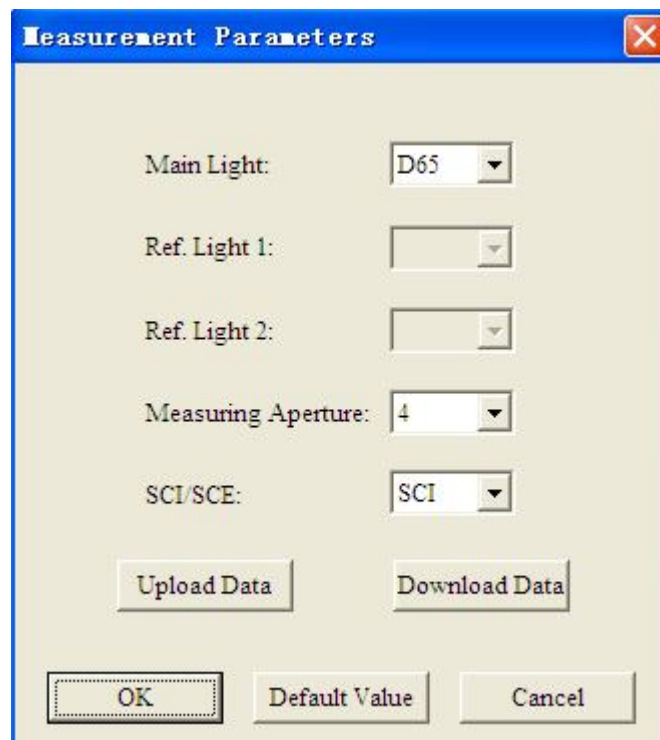 Measurement Parameters
Main Light: D65
Ref. Light 1:
Ref. Light 2:
Measuring Aperture: 4
SCI/SCE: SCI
Upload Data Download Data
OK Default Value Cancel